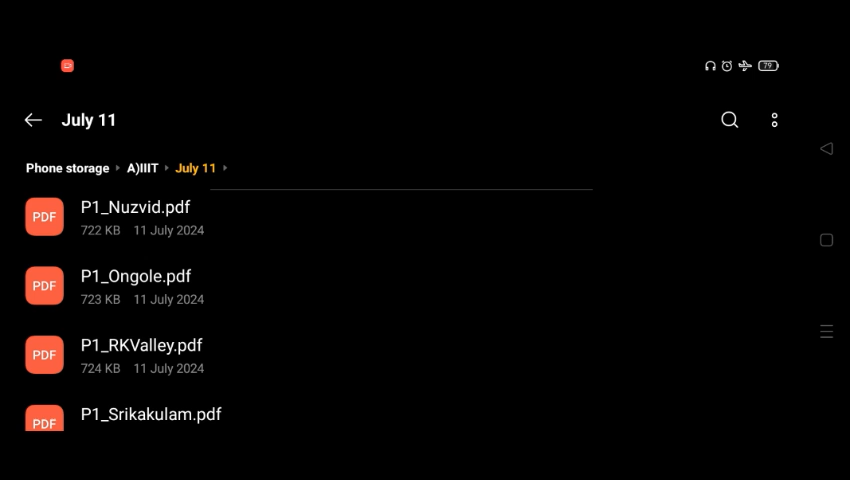 79
July 11
Phone storage A)IIIT July 11
PDF P1_Nuzvid.pdf
722 KB 11 July 2024
PDF P1_Ongole.pdf
723 KB 11 July 2024
PDF P1_RKValley.pdf
724 KB 11 July 2024
PDF P1_Srikakulam.pdf